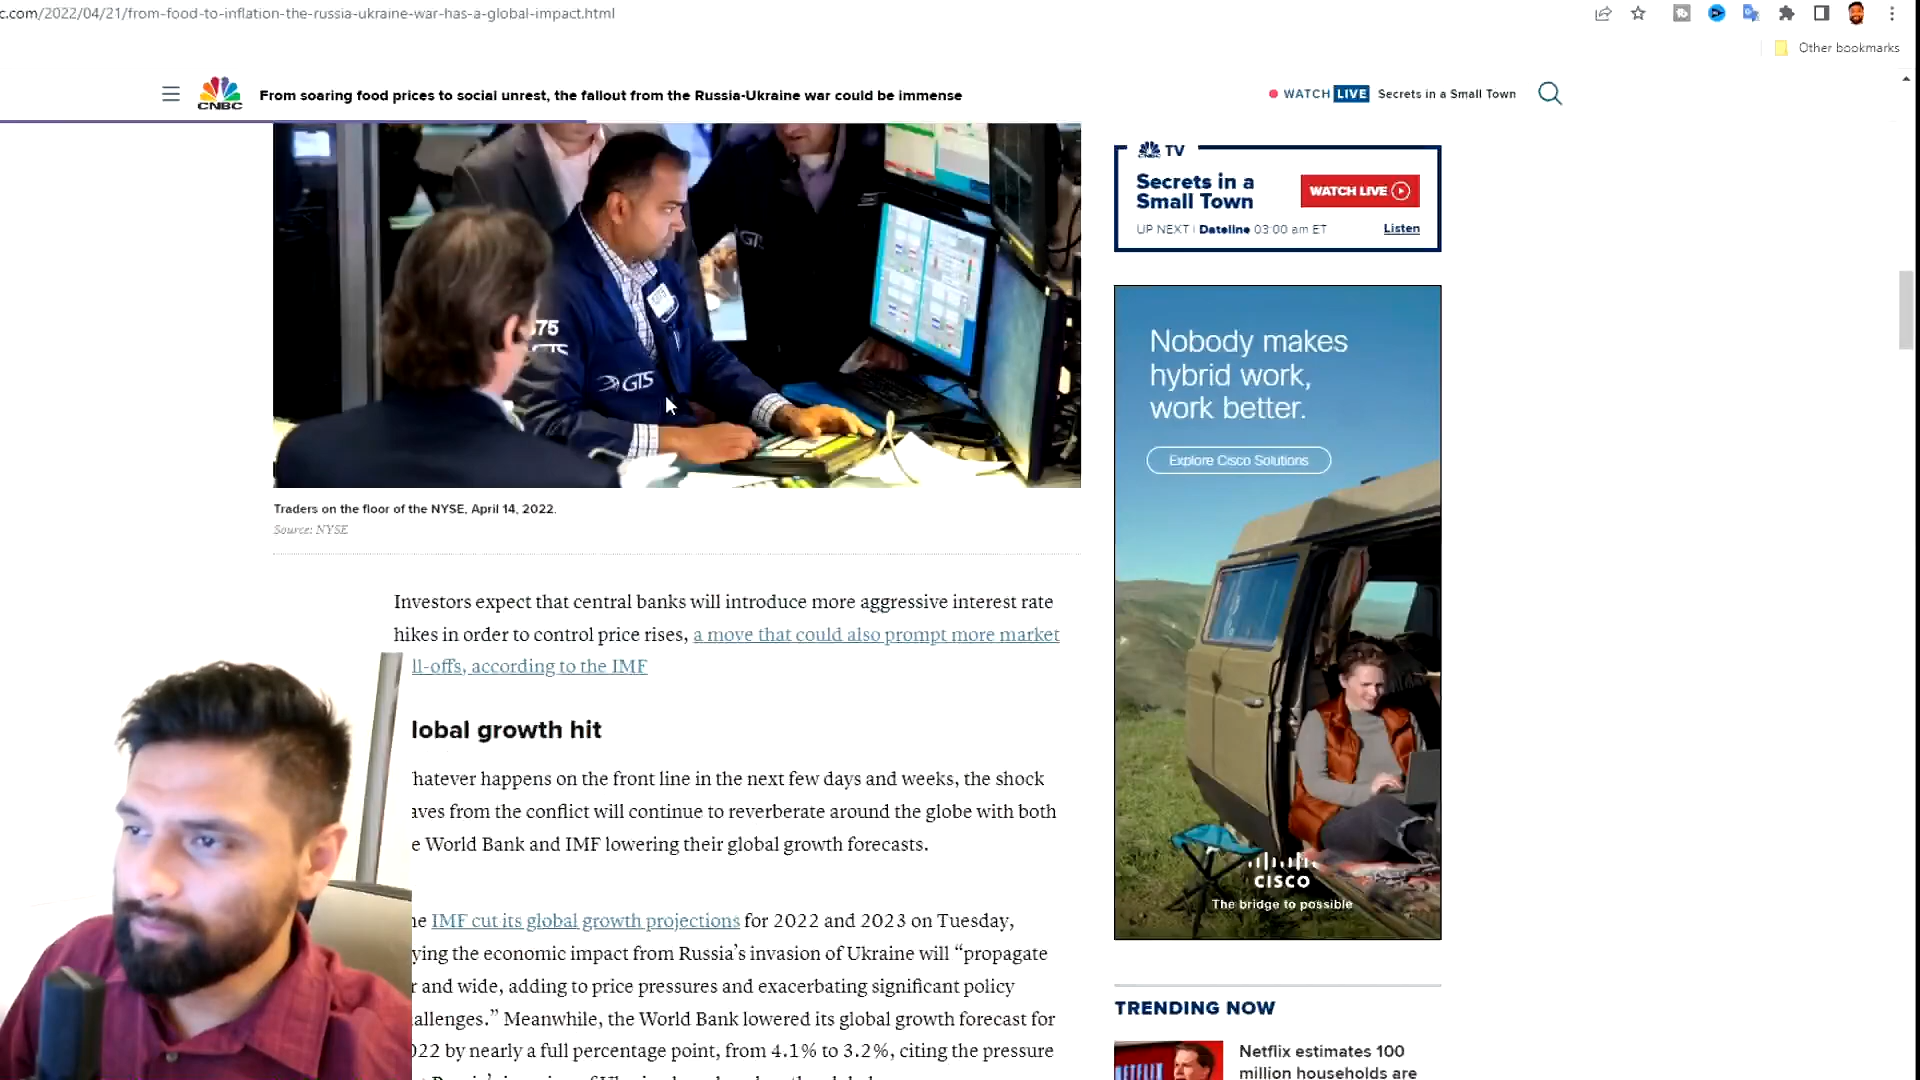 c.com/2022/04/21/from-food-to-inflation-the-russia-ukraine-war-has-a-global-impact.html
Other bookmarks
CNBC
From soaring food prices to social unrest, the fallout from the Russia-Ukraine war could be immense
WATCH LIVE Secrets in a Small Town
TV
Secrets in a
Small Town
WATCH LIVE
UP NEXT | Dateline 03:00 am ET
Listen
GTS
Nobody makes
hybrid work,
work better.
Explore Cisco Solutions
CISCO
The bridge to possible
Traders on the floor of the NYSE, April 14, 2022.
Source: NYSE
Investors expect that central banks will introduce more aggressive interest rate
hikes in order to control price rises, a move that could also prompt more market
ll-offs, according to the IMF
lobal growth hit
hatever happens on the front line in the next few days and weeks, the shock
aves from the conflict will continue to reverberate around the globe with both
e World Bank and IMF lowering their global growth forecasts.
he IMF cut its global growth projections for 2022 and 2023 on Tuesday,
ying the economic impact from Russia’s invasion of Ukraine will “propagate
r and wide, adding to price pressures and exacerbating significant policy
allenges.” Meanwhile, the World Bank lowered its global growth forecast for
022 by nearly a full percentage point, from 4.1% to 3.2%, citing the pressure
TRENDING NOW
NETFLIX
Netflix estimates 100
million households are